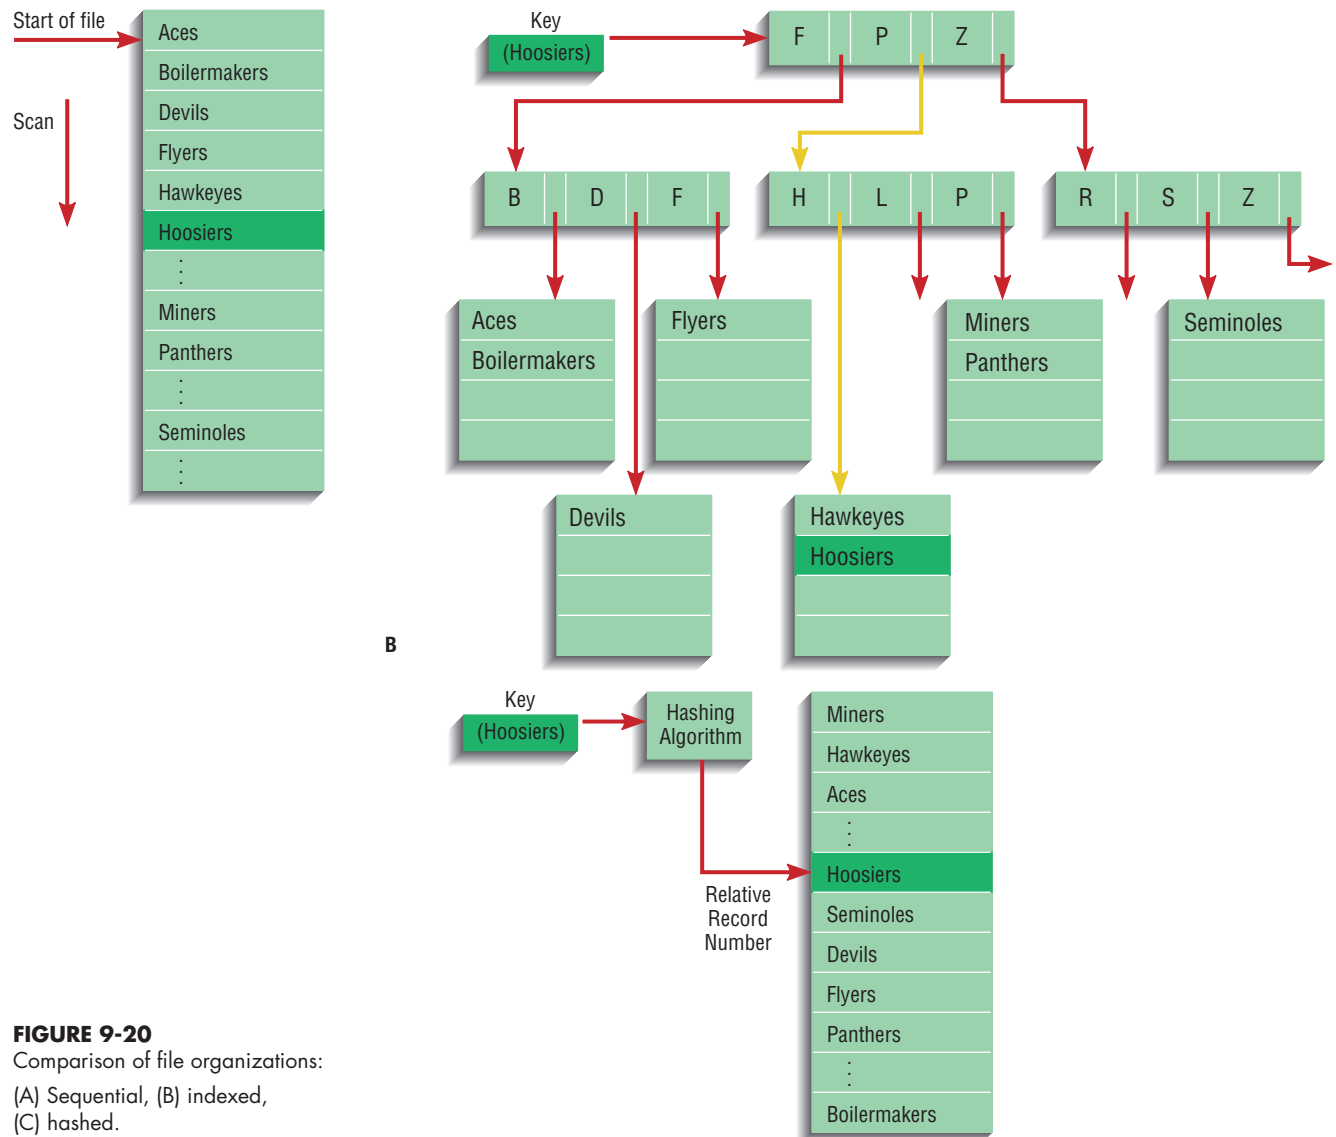 Start of file
Scan
Aces
Boilermakers
Devils
Flyers
Hawkeyes
Hoosiers
Miners
Panthers
Seminoles
Key
(Hoosiers)
F P Z
B D F
H L P
R S Z
Aces
Boilermakers
Flyers
Miners
Panthers
Seminoles
Devils
Hawkeyes
Hoosiers
B
Key
(Hoosiers)
Hashing
Algorithm
Relative
Record
Number
Miners
Hawkeyes
Aces
Hoosiers
Seminoles
Devils
Flyers
Panthers
Boilermakers
FIGURE 9-20
Comparison of file organizations:
(A) Sequential, (B) indexed,
(C) hashed.